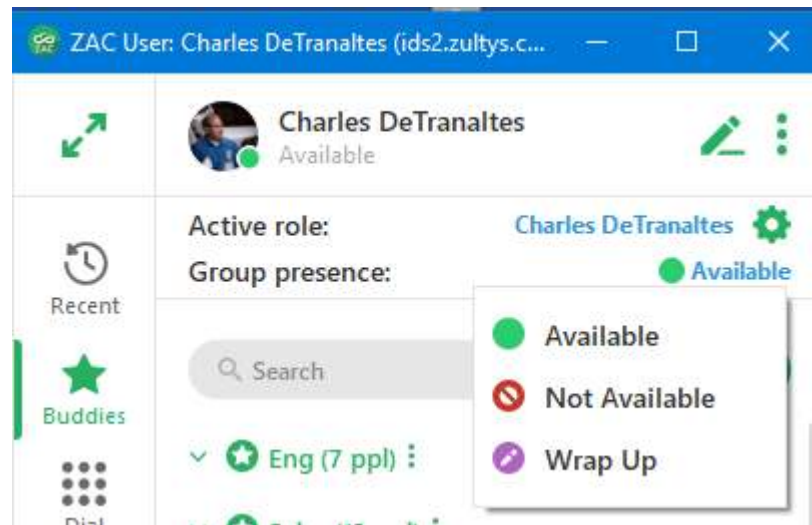 ZAC User: Charles DeTranaltes (ids2.zultys.c...
Charles DeTranaltes
Available
Active role: Charles DeTranaltes
Group presence: Available
Recent
Search
Available
Not Available
Wrap Up
Buddies
Eng (7 ppl)
Dial